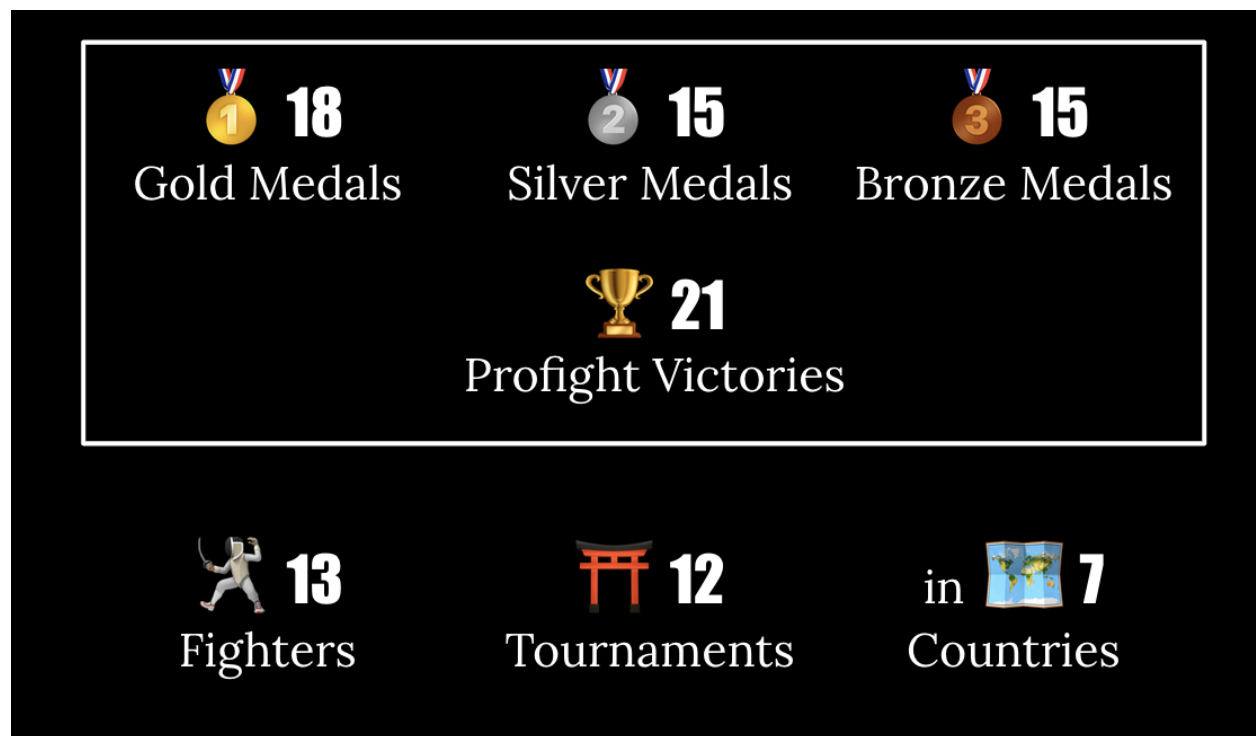 18 15 15
Gold Medals Silver Medals Bronze Medals
21
Profight Victories
13 12 in 7
Fighters Tournaments Countries